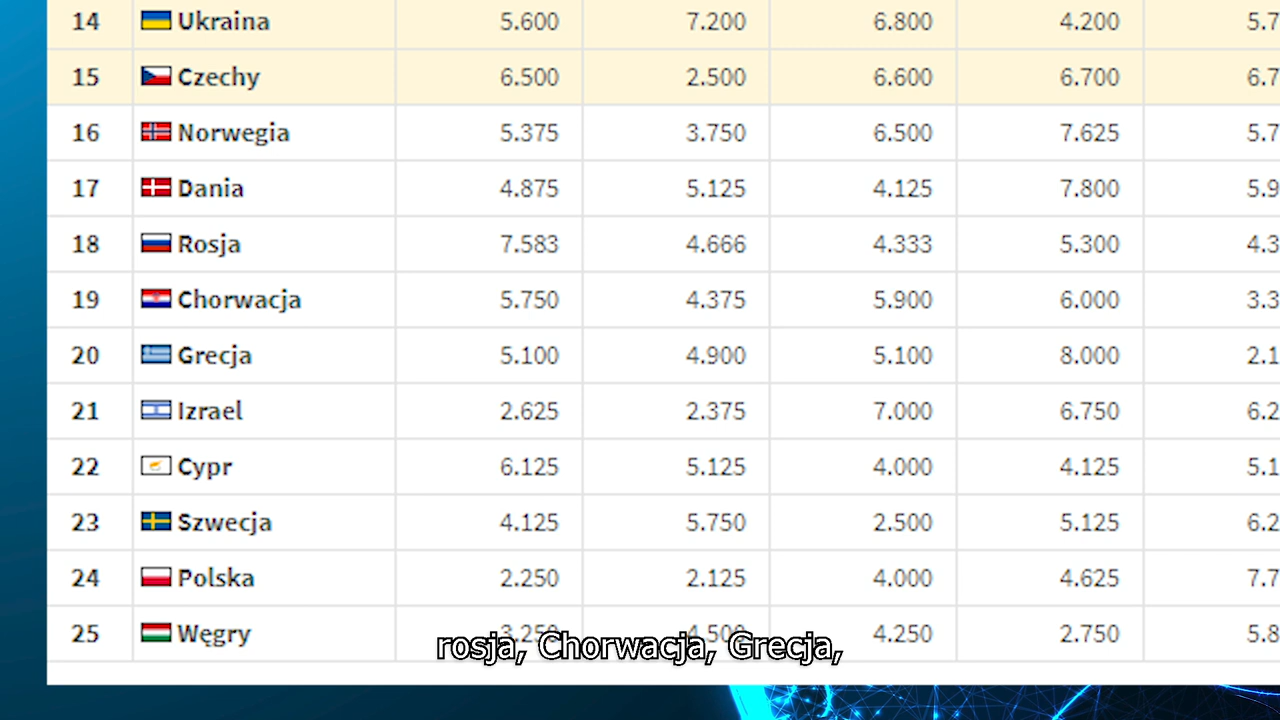 14 Ukraina 5.600 7.200 6.800 4.200 5.7
15 Czechy 6.500 2.500 6.600 6.700 6.7
16 Norwegia 5.375 3.750 6.500 7.625 5.7
17 Dania 4.875 5.125 4.125 7.800 5.9
18 Rosja 7.583 4.666 4.333 5.300 4.3
19 Chorwacja 5.750 4.375 5.900 6.000 3.3
20 Grecja 5.100 4.900 5.100 8.000 2.1
21 Izrael 2.625 2.375 7.000 6.750 6.2
22 Cypr 6.125 5.125 4.000 4.125 5.1
23 Szwecja 4.125 5.750 2.500 5.125 6.2
24 Polska 2.250 2.125 4.000 4.625 7.7
25 Węgry 3.250 4.500 4.250 2.750 5.8
rosja, Chorwacja, Grecja,